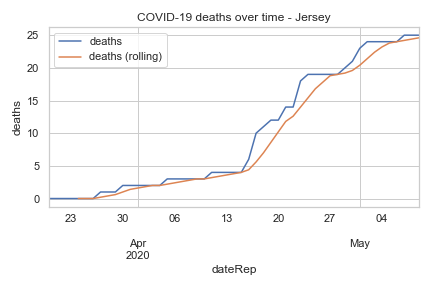 COVID-19 deaths over time - Jersey
deaths
deaths (rolling)
deaths
25
20
15
10
5
0
23 30 06 13 20 27 04
Apr May
2020
dateRep